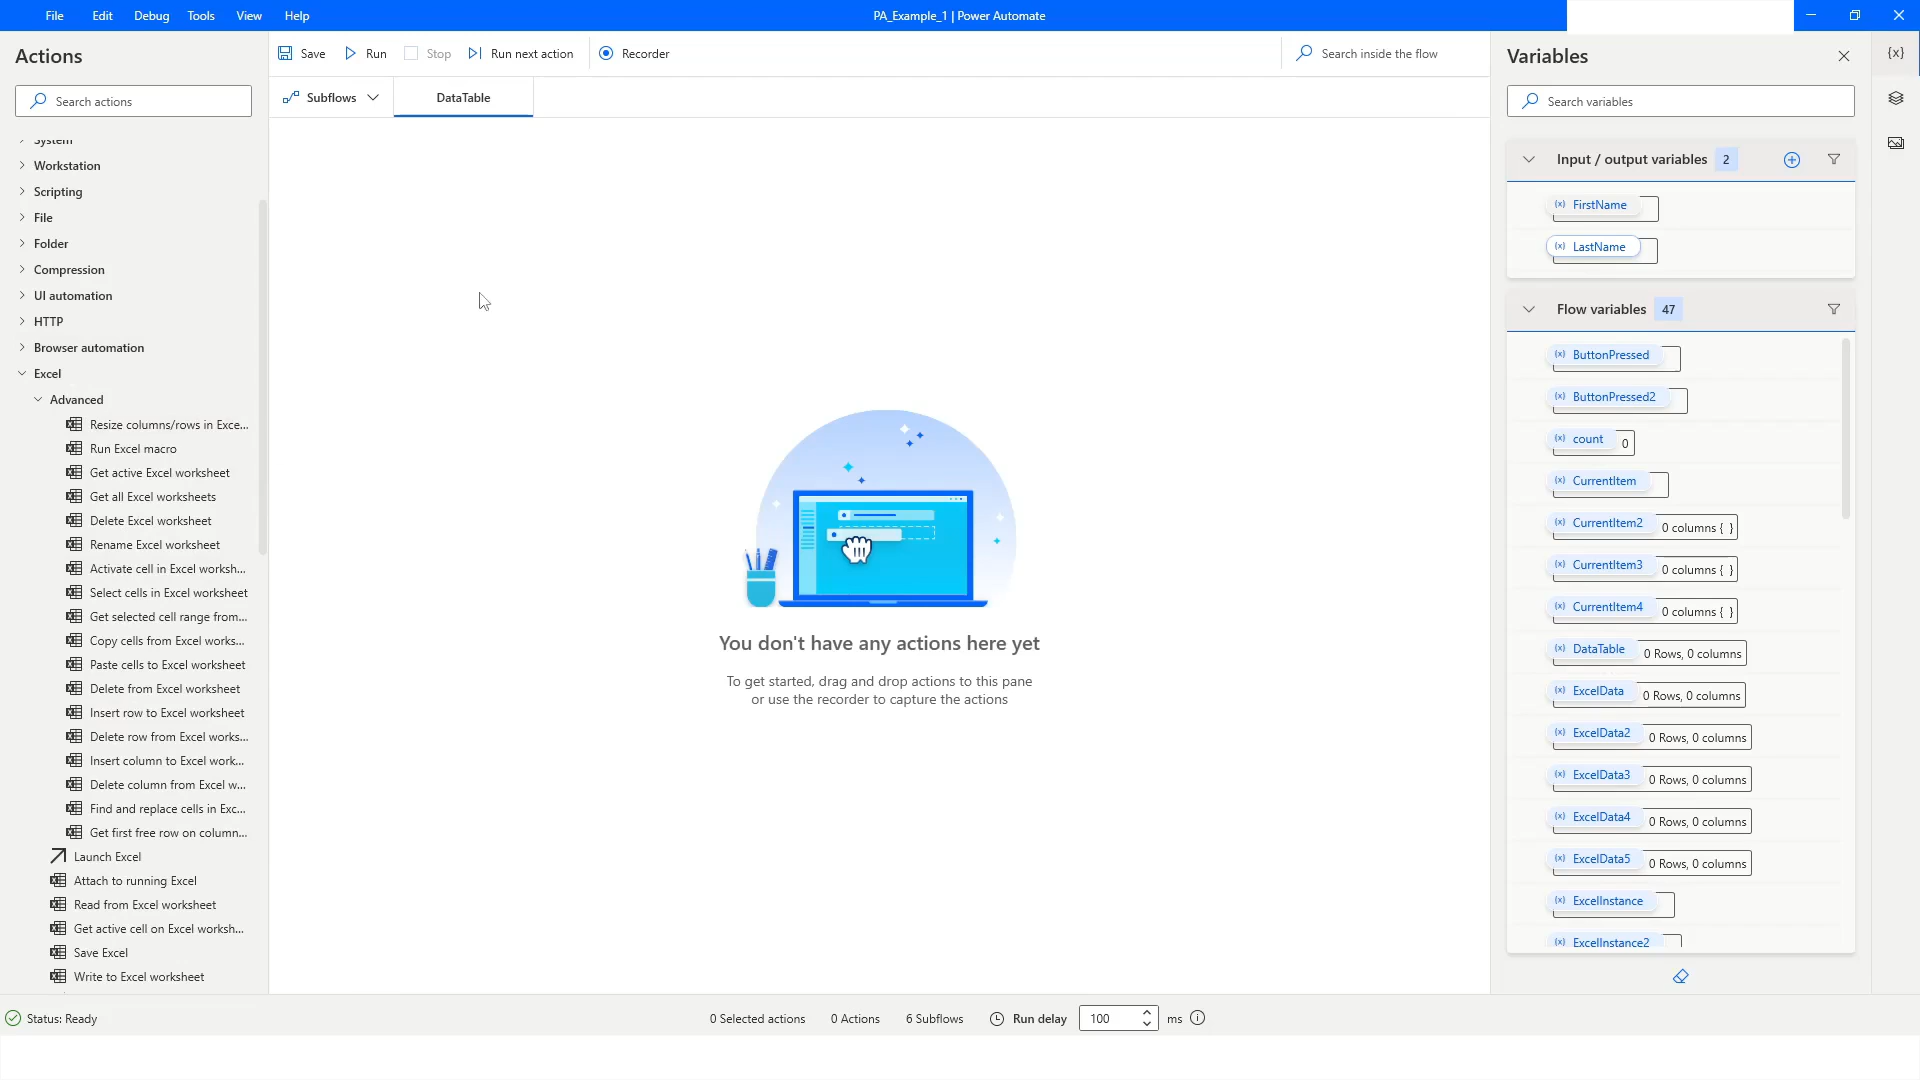 File Edit Debug Tools View Help
PA_Example_1 | Power Automate
Actions
Search actions
System
Workstation
Scripting
File
Folder
Compression
UI automation
HTTP
Browser automation
Excel
Advanced
Resize columns/rows in Exce...
Run Excel macro
Get active Excel worksheet
Get all Excel worksheets
Delete Excel worksheet
Rename Excel worksheet
Activate cell in Excel worksh...
Select cells in Excel worksheet
Get selected cell range from...
Copy cells from Excel works...
Paste cells to Excel worksheet
Delete from Excel worksheet
Insert row to Excel worksheet
Delete row from Excel works...
Insert column to Excel work...
Delete column from Excel w...
Find and replace cells in Exc...
Get first free row on column...
Launch Excel
Attach to running Excel
Read from Excel worksheet
Get active cell on Excel worksh...
Save Excel
Write to Excel worksheet
Save Run Stop Run next action Recorder
Search inside the flow
Subflows DataTable
You don't have any actions here yet
To get started, drag and drop actions to this pane
or use the recorder to capture the actions
Variables
{x}
Search variables
Input / output variables 2
(x) FirstName
(x) LastName
Flow variables 47
(x) ButtonPressed
(x) ButtonPressed2
(x) count 0
(x) CurrentItem
(x) CurrentItem2 0 columns { }
(x) CurrentItem3 0 columns { }
(x) CurrentItem4 0 columns { }
(x) DataTable 0 Rows, 0 columns
(x) ExcelData 0 Rows, 0 columns
(x) ExcelData2 0 Rows, 0 columns
(x) ExcelData3 0 Rows, 0 columns
(x) ExcelData4 0 Rows, 0 columns
(x) ExcelData5 0 Rows, 0 columns
(x) ExcelInstance
(x) ExcelInstance2
Status: Ready
0 Selected actions 0 Actions 6 Subflows Run delay 100 ms